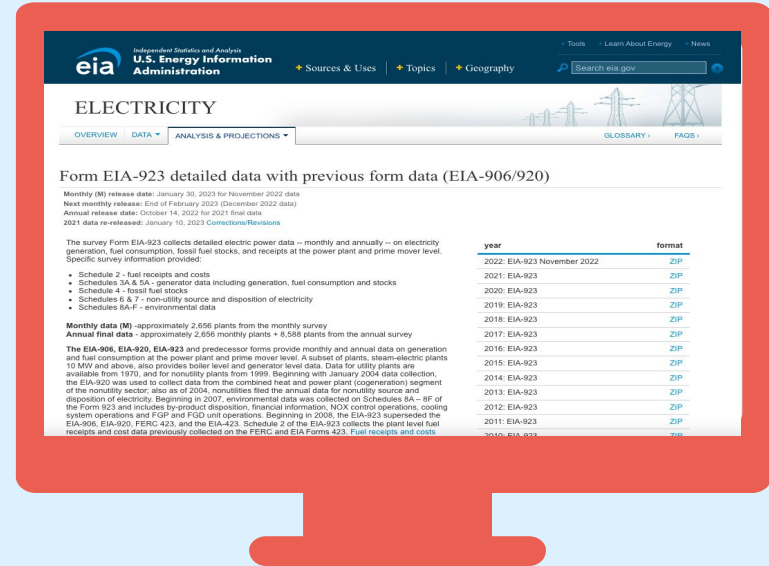 Tools Learn About Energy News
eia
Independent Statistics and Analysis
U.S. Energy Information
Administration
+ Sources & Uses + Topics + Geography
Search eia.gov
ELECTRICITY
OVERVIEW DATA ANALYSIS & PROJECTIONS GLOSSARY › FAQS ›
Form EIA-923 detailed data with previous form data (EIA-906/920)
Monthly (M) release date: January 30, 2023 for November 2022 data
Next monthly release: End of February 2023 (December 2022 data)
Annual release date: October 14, 2022 for 2021 final data
2021 data re-released: January 10, 2023 Corrections/Revisions
The survey Form EIA-923 collects detailed electric power data -- monthly and annually -- on electricity
generation, fuel consumption, fossil fuel stocks, and receipts at the power plant and prime mover level.
Specific survey information provided:
• Schedule 2 - fuel receipts and costs
• Schedules 3A & 5A - generator data including generation, fuel consumption and stocks
• Schedule 4 - fossil fuel stocks
• Schedules 6 & 7 - non-utility source and disposition of electricity
• Schedules 8A-F - environmental data
Monthly data (M) -approximately 2,656 plants from the monthly survey
Annual final data - approximately 2,656 monthly plants + 8,588 plants from the annual survey
The EIA-906, EIA-920, EIA-923 and predecessor forms provide monthly and annual data on generation
and fuel consumption at the power plant and prime mover level. A subset of plants, steam-electric plants
10 MW and above, also provides boiler level and generator level data. Data for utility plants are
available from 1970, and for nonutility plants from 1999. Beginning with January 2004 data collection,
the EIA-920 was used to collect data from the combined heat and power plant (cogeneration) segment
of the nonutility sector; also as of 2004, nonutilities filed the annual data for nonutility source and
disposition of electricity. Beginning in 2007, environmental data was collected on Schedules 8A – 8F of
the Form 923 and includes by-product disposition, financial information, NOX control operations, cooling
system operations and FGP and FGD unit operations. Beginning in 2008, the EIA-923 superseded the
EIA-906, EIA-920, FERC 423, and the EIA-423. Schedule 2 of the EIA-923 collects the plant level fuel
receipts and cost data previously collected on the FERC and EIA Forms 423. Fuel receipts and costs
year format
2022: EIA-923 November 2022 ZIP
2021: EIA-923 ZIP
2020: EIA-923 ZIP
2019: EIA-923 ZIP
2018: EIA-923 ZIP
2017: EIA-923 ZIP
2016: EIA-923 ZIP
2015: EIA-923 ZIP
2014: EIA-923 ZIP
2013: EIA-923 ZIP
2012: EIA-923 ZIP
2011: EIA-923 ZIP
2010: EIA-923 ZIP